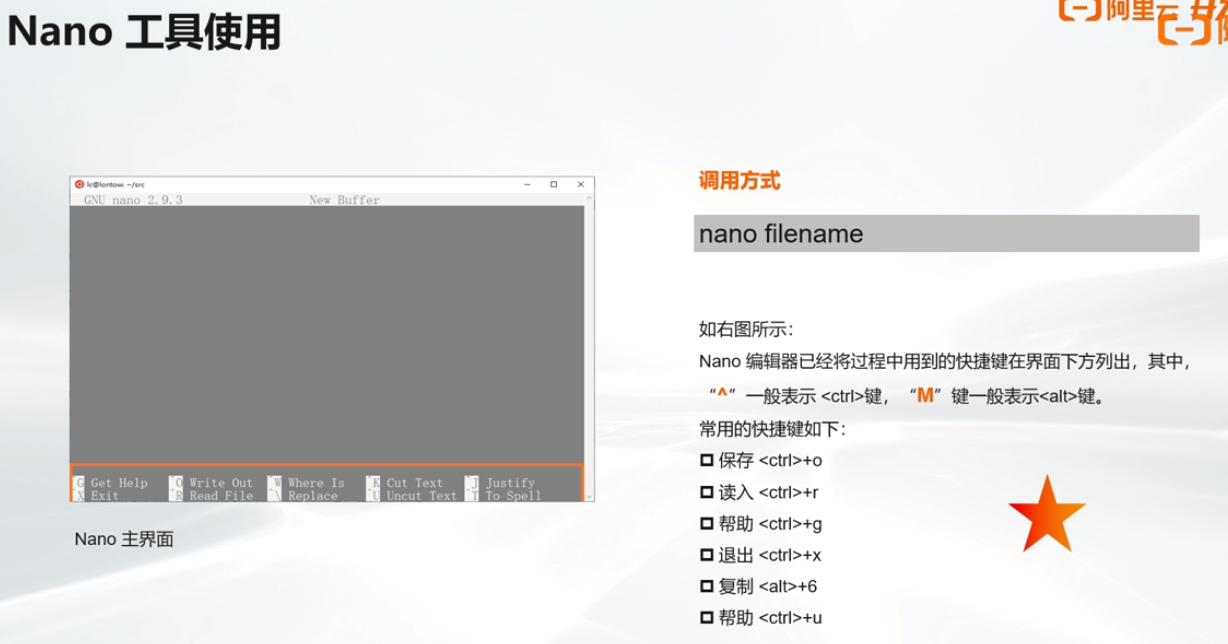 Nano 工具使用
阿里云
lc@lontow: ~/src
GNU nano 2.9.3 New Buffer
^G Get Help ^O Write Out ^W Where Is ^K Cut Text ^J Justify
^X Exit ^R Read File ^\ Replace ^U Uncut Text ^T To Spell
Nano 主界面
调用方式
nano filename
如右图所示:
Nano 编辑器已经将过程中用到的快捷键在界面下方列出，其中，
“^”一般表示 <ctrl>键，“M”键一般表示<alt>键。
常用的快捷键如下:
保存 <ctrl>+o
读入 <ctrl>+r
帮助 <ctrl>+g
退出 <ctrl>+x
复制 <alt>+6
帮助 <ctrl>+u